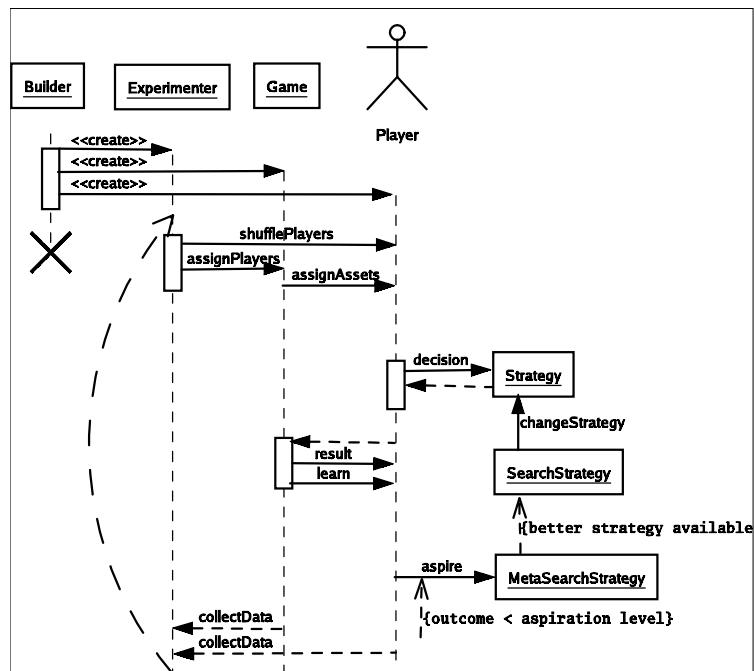 Builder
Experimenter
Game
Player
<<create>>
<<create>>
<<create>>
shufflePlayers
assignPlayers
assignAssets
decision
Strategy
changeStrategy
result
learn
SearchStrategy
{better strategy available
aspire
MetaSearchStrategy
{outcome < aspiration level}
collectData
collectData